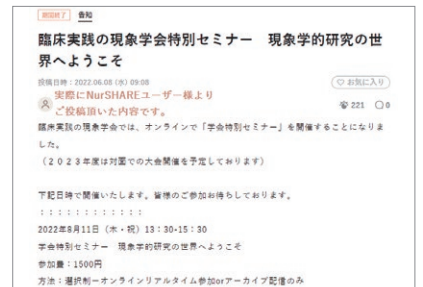 期間終了 告知
臨床実践の現象学会特別セミナー　現象学的研究の世
界へようこそ
投稿日時：2022.06.08 (水) 09:08
♡ お気に入り
実際にNurSHAREユーザー様より
ご投稿頂いた内容です。
221 0
臨床実践の現象学会では、オンラインで「学会特別セミナー」を開催することになりま
した。
（２０２３年度は対面での大会開催を予定しております）
下記日時で開催いたします。皆様のご参加お待ちしております。
：：：：：：：：：：：：
2022年8月11日（木・祝）13：30-15：30
学会特別セミナー　現象学的研究の世界へようこそ
参加費：1500円
方法：選択制ーオンラインリアルタイム参加orアーカイブ配信のみ